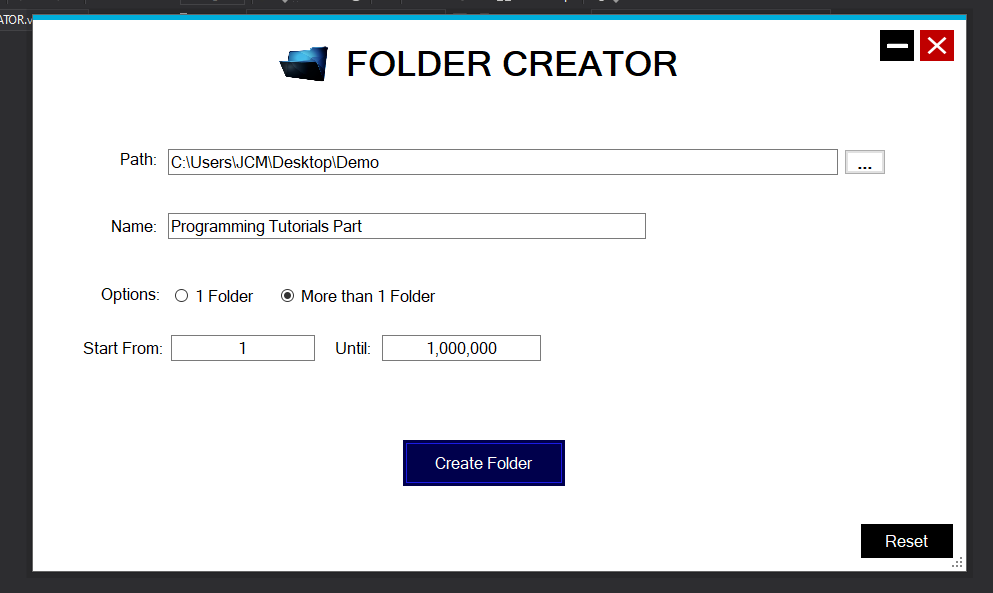 ATOR.v
FOLDER CREATOR
Path: C:\Users\JCM\Desktop\Demo ...
Name: Programming Tutorials Part
Options: 1 Folder More than 1 Folder
Start From: 1 Until: 1,000,000
Create Folder
Reset